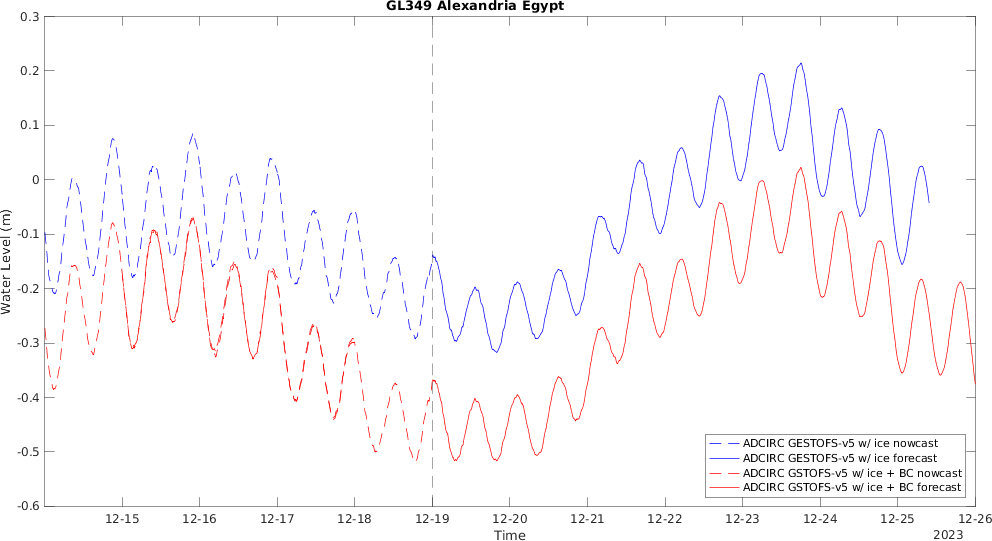 GL349 Alexandria Egypt
0.3
0.2
0.1
0
-0.1
-0.2
-0.3
-0.4
-0.5
-0.6
Water Level (m)
ADCIRC GESTOFS-v5 w/ ice nowcast
ADCIRC GESTOFS-v5 w/ ice forecast
ADCIRC GSTOFS-v5 w/ ice + BC nowcast
ADCIRC GSTOFS-v5 w/ ice + BC forecast
12-15 12-16 12-17 12-18 12-19 12-20 12-21 12-22 12-23 12-24 12-25 12-26
Time
2023